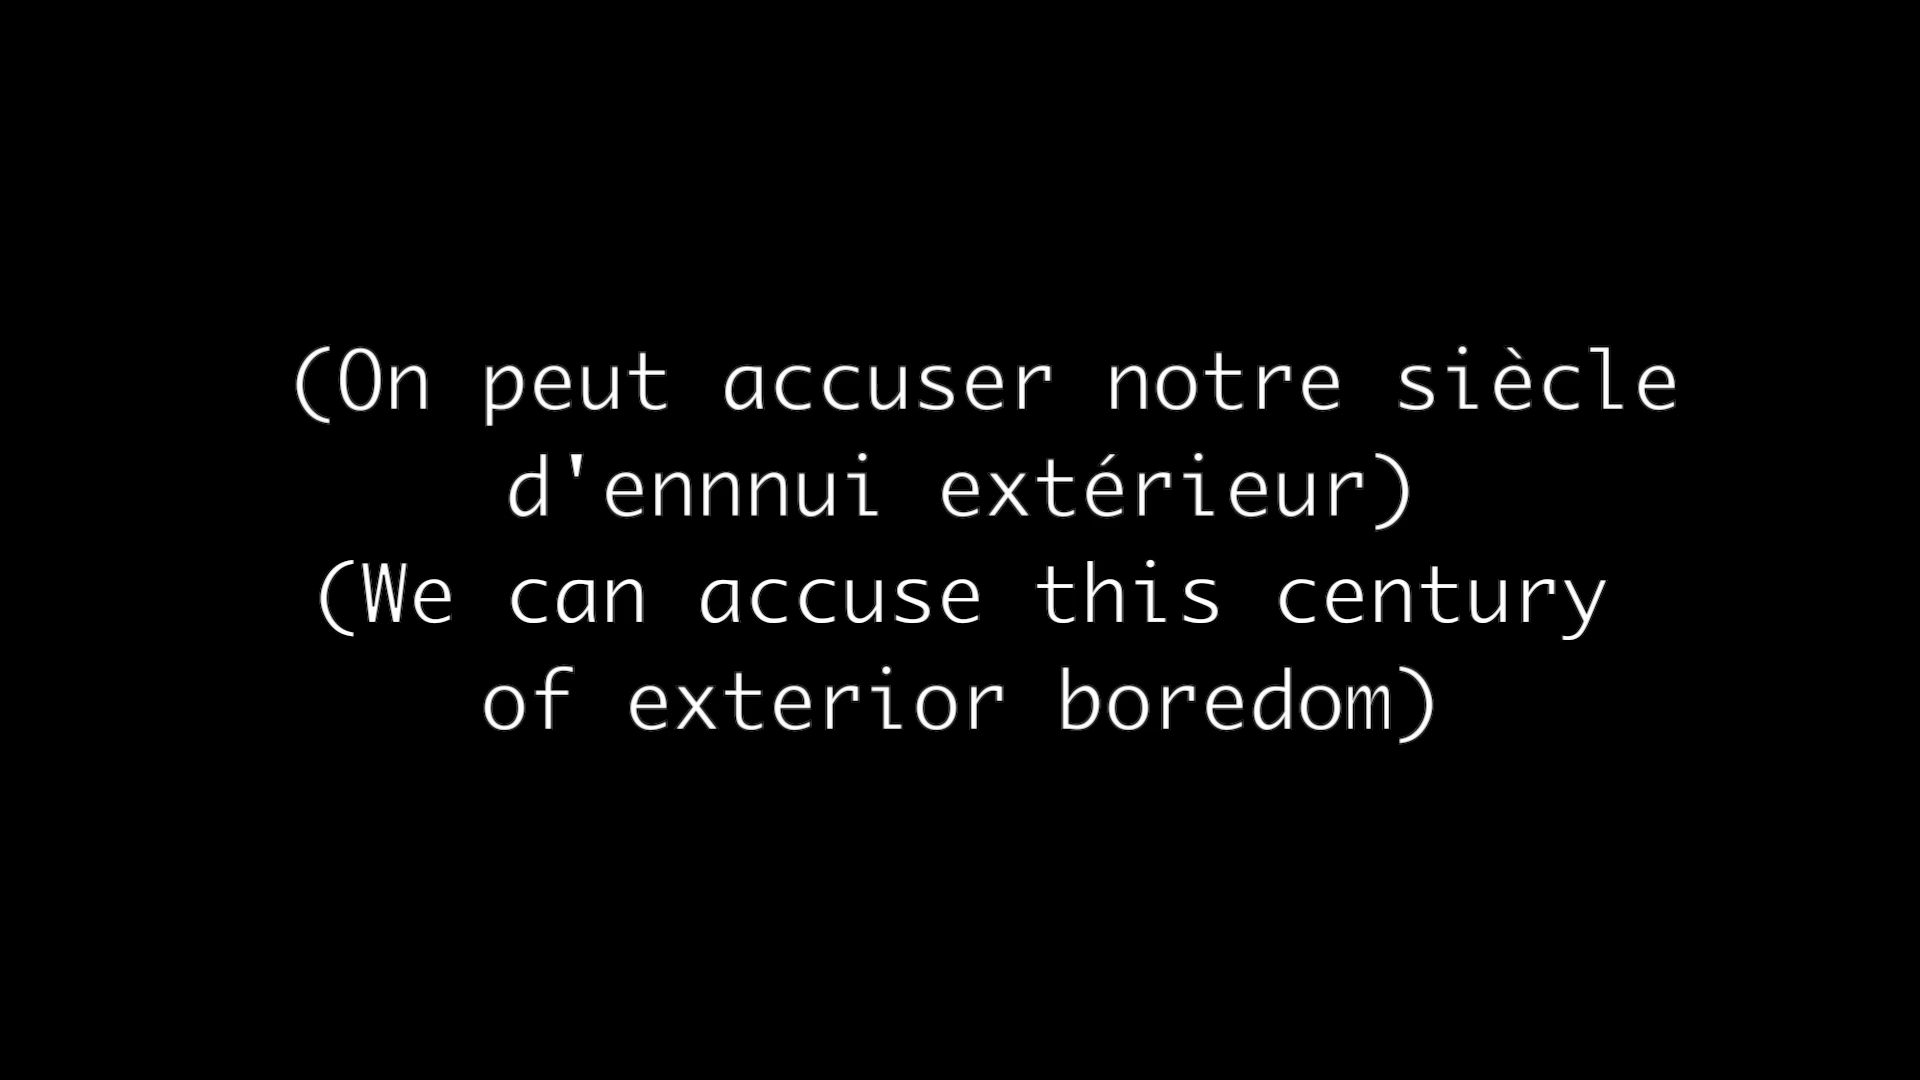 (On peut accuser notre siècle
d'ennnui extérieur)
(We can accuse this century
of exterior boredom)